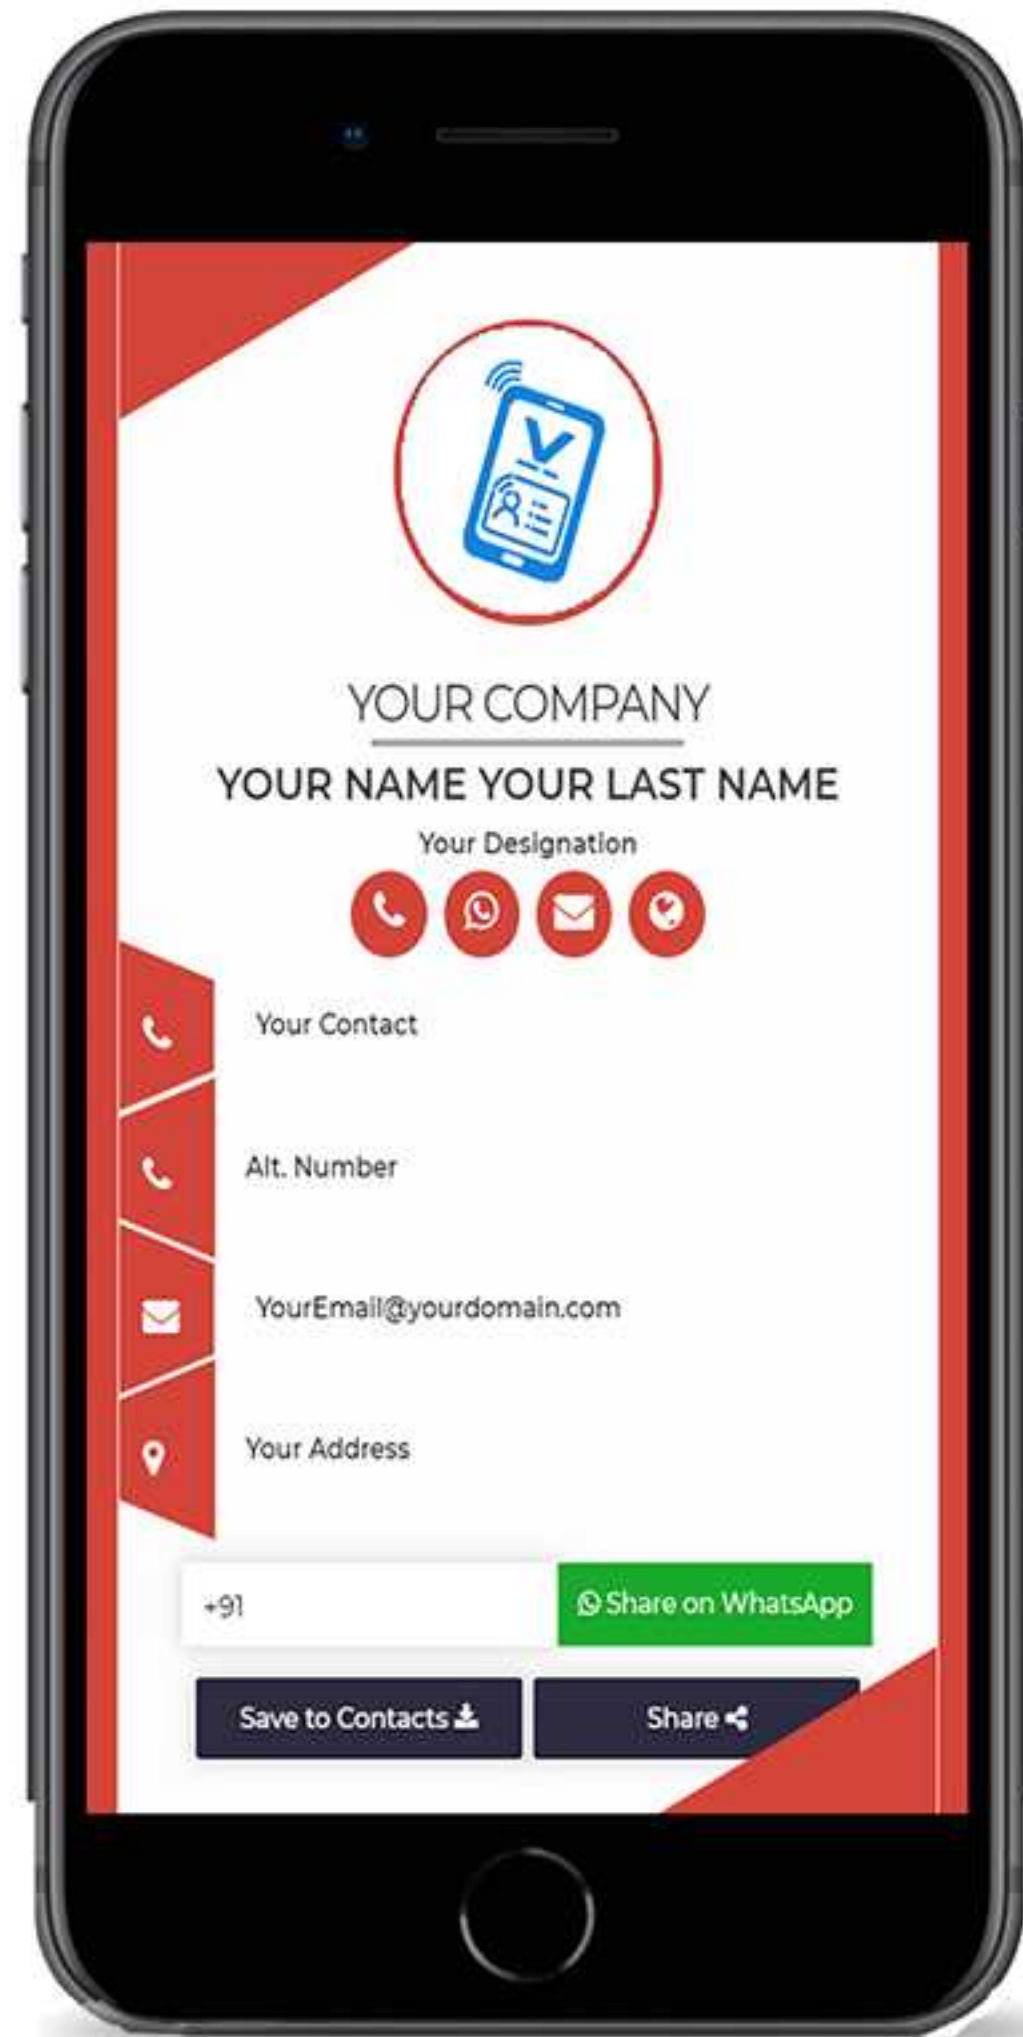 V
YOUR COMPANY
YOUR NAME YOUR LAST NAME
Your Designation
Your Contact
Alt. Number
YourEmail@yourdomain.com
Your Address
+91
Share on WhatsApp
Save to Contacts
Share